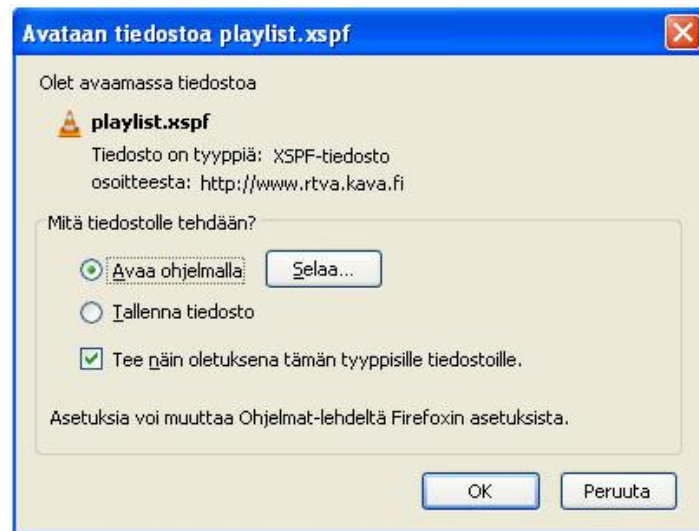 Avataan tiedostoa playlist.xspf
Olet avaamassa tiedostoa
playlist.xspf
Tiedosto on tyyppiä: XSPF-tiedosto
osoitteesta: http://www.rtva.kava.fi
Mitä tiedostolle tehdään?
Avaa ohjelmalla Selaa...
Tallenna tiedosto
Tee näin oletuksena tämän tyyppisille tiedostoille.
Asetuksia voi muuttaa Ohjelmat-lehdeltä Firefoxin asetuksista.
OK Peruuta